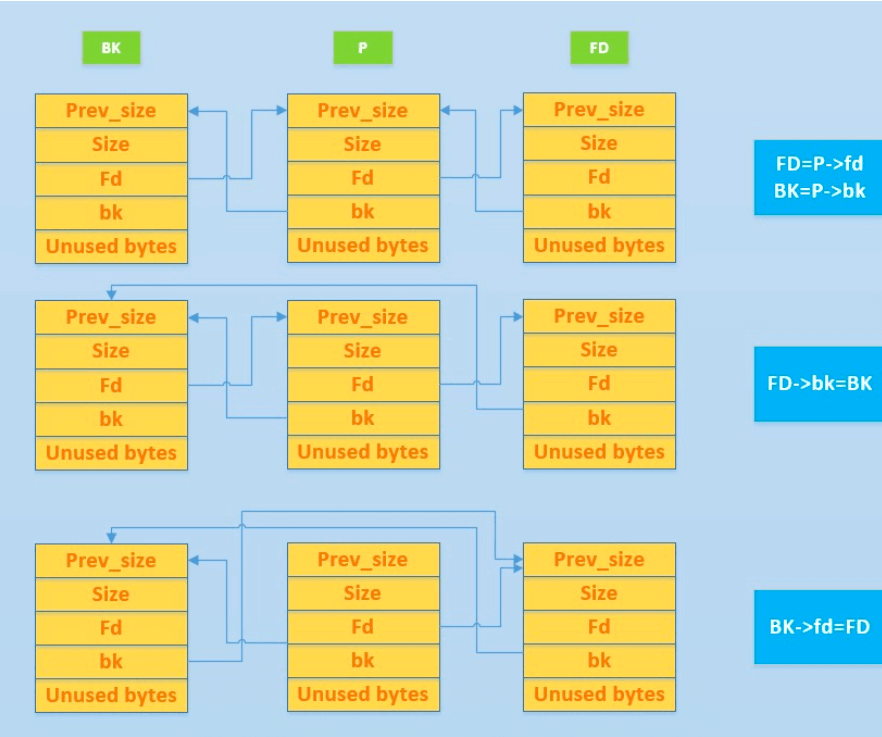 BK
P
FD
Prev_size
Size
Fd
bk
Unused bytes
Prev_size
Size
Fd
bk
Unused bytes
Prev_size
Size
Fd
bk
Unused bytes
FD=P->fd
BK=P->bk
Prev_size
Size
Fd
bk
Unused bytes
Prev_size
Size
Fd
bk
Unused bytes
Prev_size
Size
Fd
bk
Unused bytes
FD->bk=BK
Prev_size
Size
Fd
bk
Unused bytes
Prev_size
Size
Fd
bk
Unused bytes
Prev_size
Size
Fd
bk
Unused bytes
BK->fd=FD